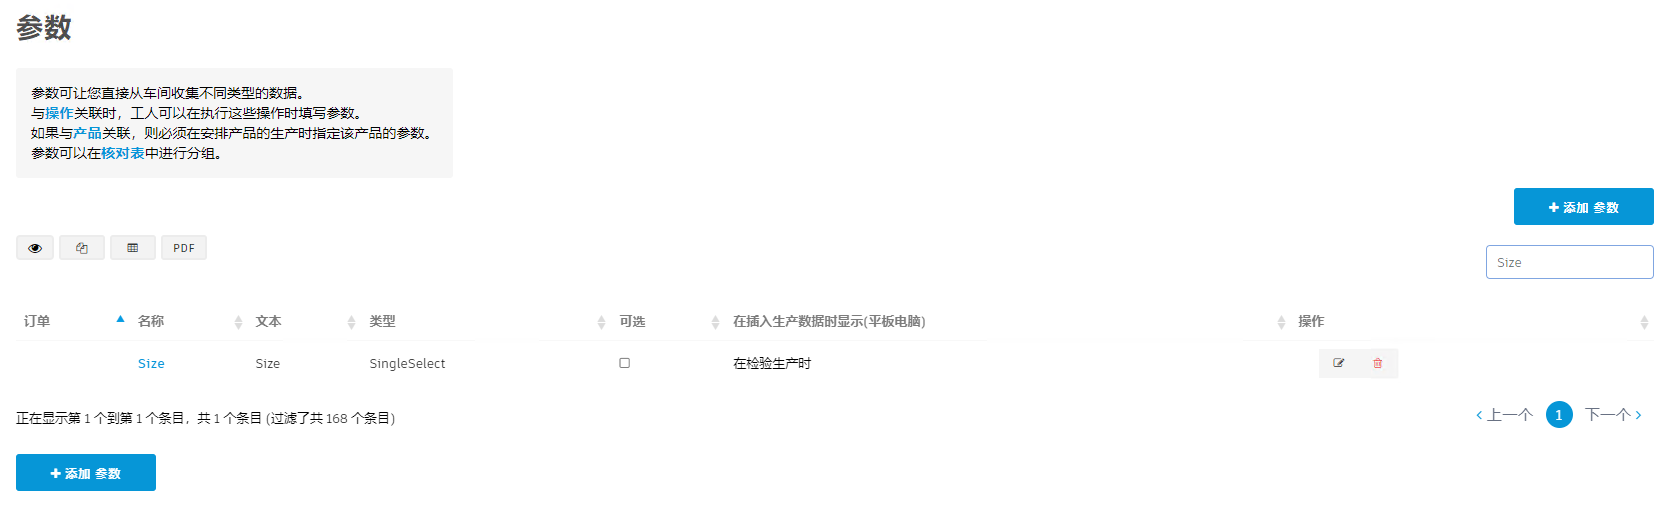 参数
参数可让您直接从车间收集不同类型的数据。
与操作关联时，工人可以在执行这些操作时填写参数。
如果与产品关联，则必须在安排产品的生产时指定该产品的参数。
参数可以在核对表中进行分组。
添加 参数
PDF
Size
订单 名称 文本 类型 可选 在插入生产数据时显示(平板电脑) 操作
Size Size SingleSelect 在检验生产时
正在显示第 1 个到第 1 个条目，共 1 个条目 (过滤了共 168 个条目)
上一个 1 下一个
添加 参数